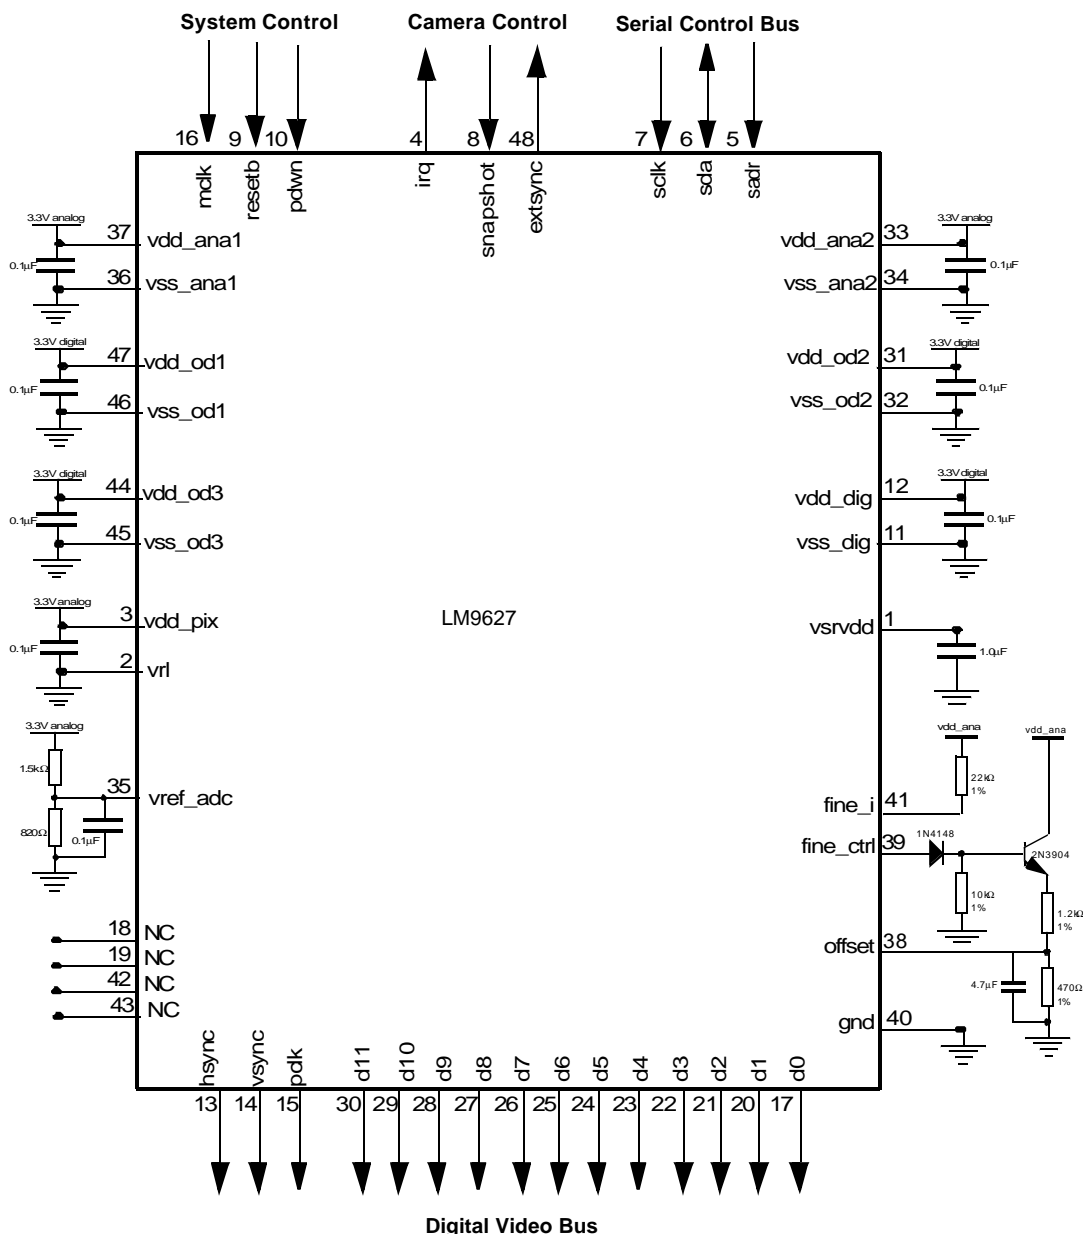 System Control
Camera Control
Serial Control Bus
16
9
10
4
8
48
7
6
5
mclk
resetb
pdwn
irq
snapshot
extsync
sclk
sda
sadr
3.3V analog
37
vdd_ana1
0.1µF
36
vss_ana1
3.3V digital
47
vdd_od1
0.1µF
46
vss_od1
3.3V digital
44
vdd_od3
0.1µF
45
vss_od3
3.3V analog
3
vdd_pix
0.1µF
2
vrl
3.3V analog
1.5kΩ
35
vref_adc
820Ω
0.1µF
18
NC
19
NC
42
NC
43
NC
LM9627
3.3V analog
vdd_ana2
33
0.1µF
vss_ana2
34
3.3V digital
vdd_od2
31
0.1µF
vss_od2
32
3.3V digital
vdd_dig
12
0.1µF
vss_dig
11
vsrvdd
1
1.0µF
vdd_ana
vdd_ana
22kΩ
1%
fine_i
41
1N4148
fine_ctrl
39
2N3904
10kΩ
1%
1.2kΩ
1%
offset
38
4.7µF
470Ω
1%
gnd
40
hsync
vsync
pclk
d11
d10
d9
d8
d7
d6
d5
d4
d3
d2
d1
d0
13
14
15
30
29
28
27
26
25
24
23
22
21
20
17
Digital Video Bus